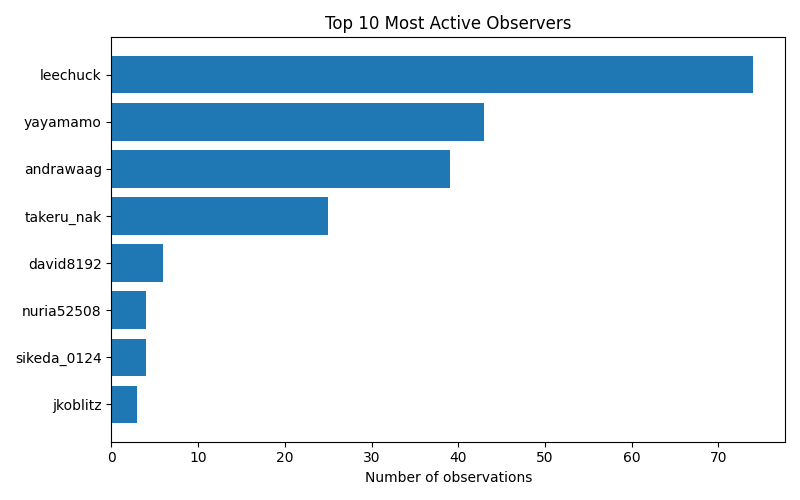 Top 10 Most Active Observers
leechuck
yayamamo
andrawaag
takeru_nak
david8192
nuria52508
sikeda_0124
jkoblitz
0 10 20 30 40 50 60 70
Number of observations